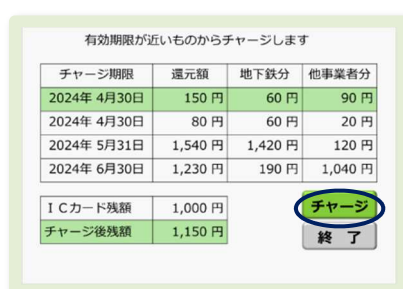 有効期限が近いものからチャージします
チャージ期限 還元額 地下鉄分 他事業者分
2024年 4月30日 150 円 60 円 90 円
2024年 4月30日 80 円 60 円 20 円
2024年 5月31日 1,540 円 1,420 円 120 円
2024年 6月30日 1,230 円 190 円 1,040 円
ＩＣカード残額 1,000 円
チャージ後残額 1,150 円
チャージ
終 了